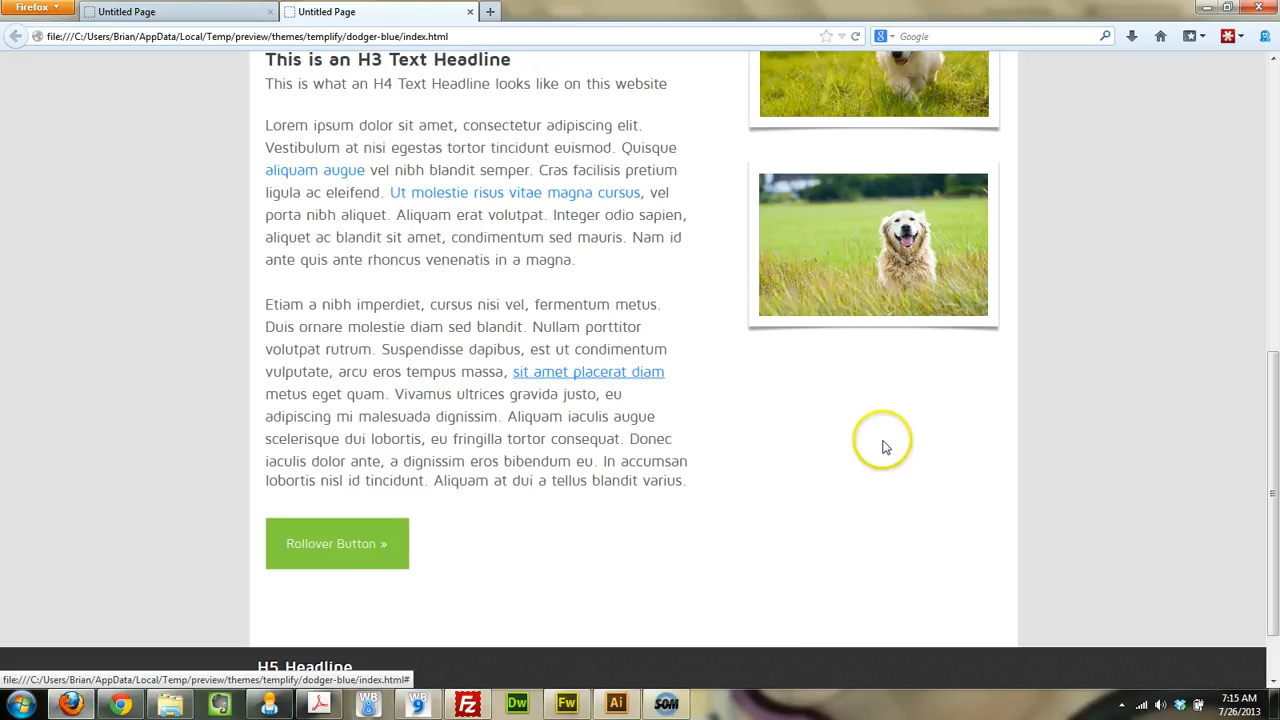 Firefox
Untitled Page
Untitled Page
file:///C:/Users/Brian/AppData/Local/Temp/preview/themes/templify/dodger-blue/index.html
Google
This is an H3 Text Headline
This is what an H4 Text Headline looks like on this website
Lorem ipsum dolor sit amet, consectetur adipiscing elit.
Vestibulum at nisi egestas tortor tincidunt euismod. Quisque
aliquam augue vel nibh blandit semper. Cras facilisis pretium
ligula ac eleifend. Ut molestie risus vitae magna cursus, vel
porta nibh aliquet. Aliquam erat volutpat. Integer odio sapien,
aliquet ac blandit sit amet, condimentum sed mauris. Nam id
ante quis ante rhoncus venenatis in a magna.
Etiam a nibh imperdiet, cursus nisi vel, fermentum metus.
Duis ornare molestie diam sed blandit. Nullam porttitor
volutpat rutrum. Suspendisse dapibus, est ut condimentum
vulputate, arcu eros tempus massa, sit amet placerat diam
metus eget quam. Vivamus ultrices gravida justo, eu
adipiscing mi malesuada dignissim. Aliquam iaculis augue
scelerisque dui lobortis, eu fringilla tortor consequat. Donec
iaculis dolor ante, a dignissim eros bibendum eu. In accumsan
lobortis nisl id tincidunt. Aliquam at dui a tellus blandit varius.
Rollover Button »
H5 Headline
file:///C:/Users/Brian/AppData/Local/Temp/preview/themes/templify/dodger-blue/index.html#
WB 8
WB 9
Fz
Dw
Fw
Ai
SOM
7:15 AM
7/26/2013